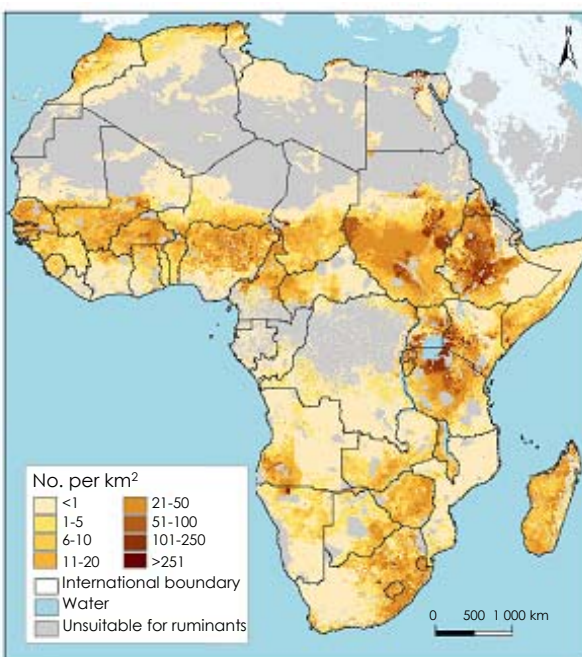 N
No. per km²
<1
1-5
6-10
11-20
21-50
51-100
101-250
>251
International boundary
Water
Unsuitable for ruminants
0 500 1 000 km